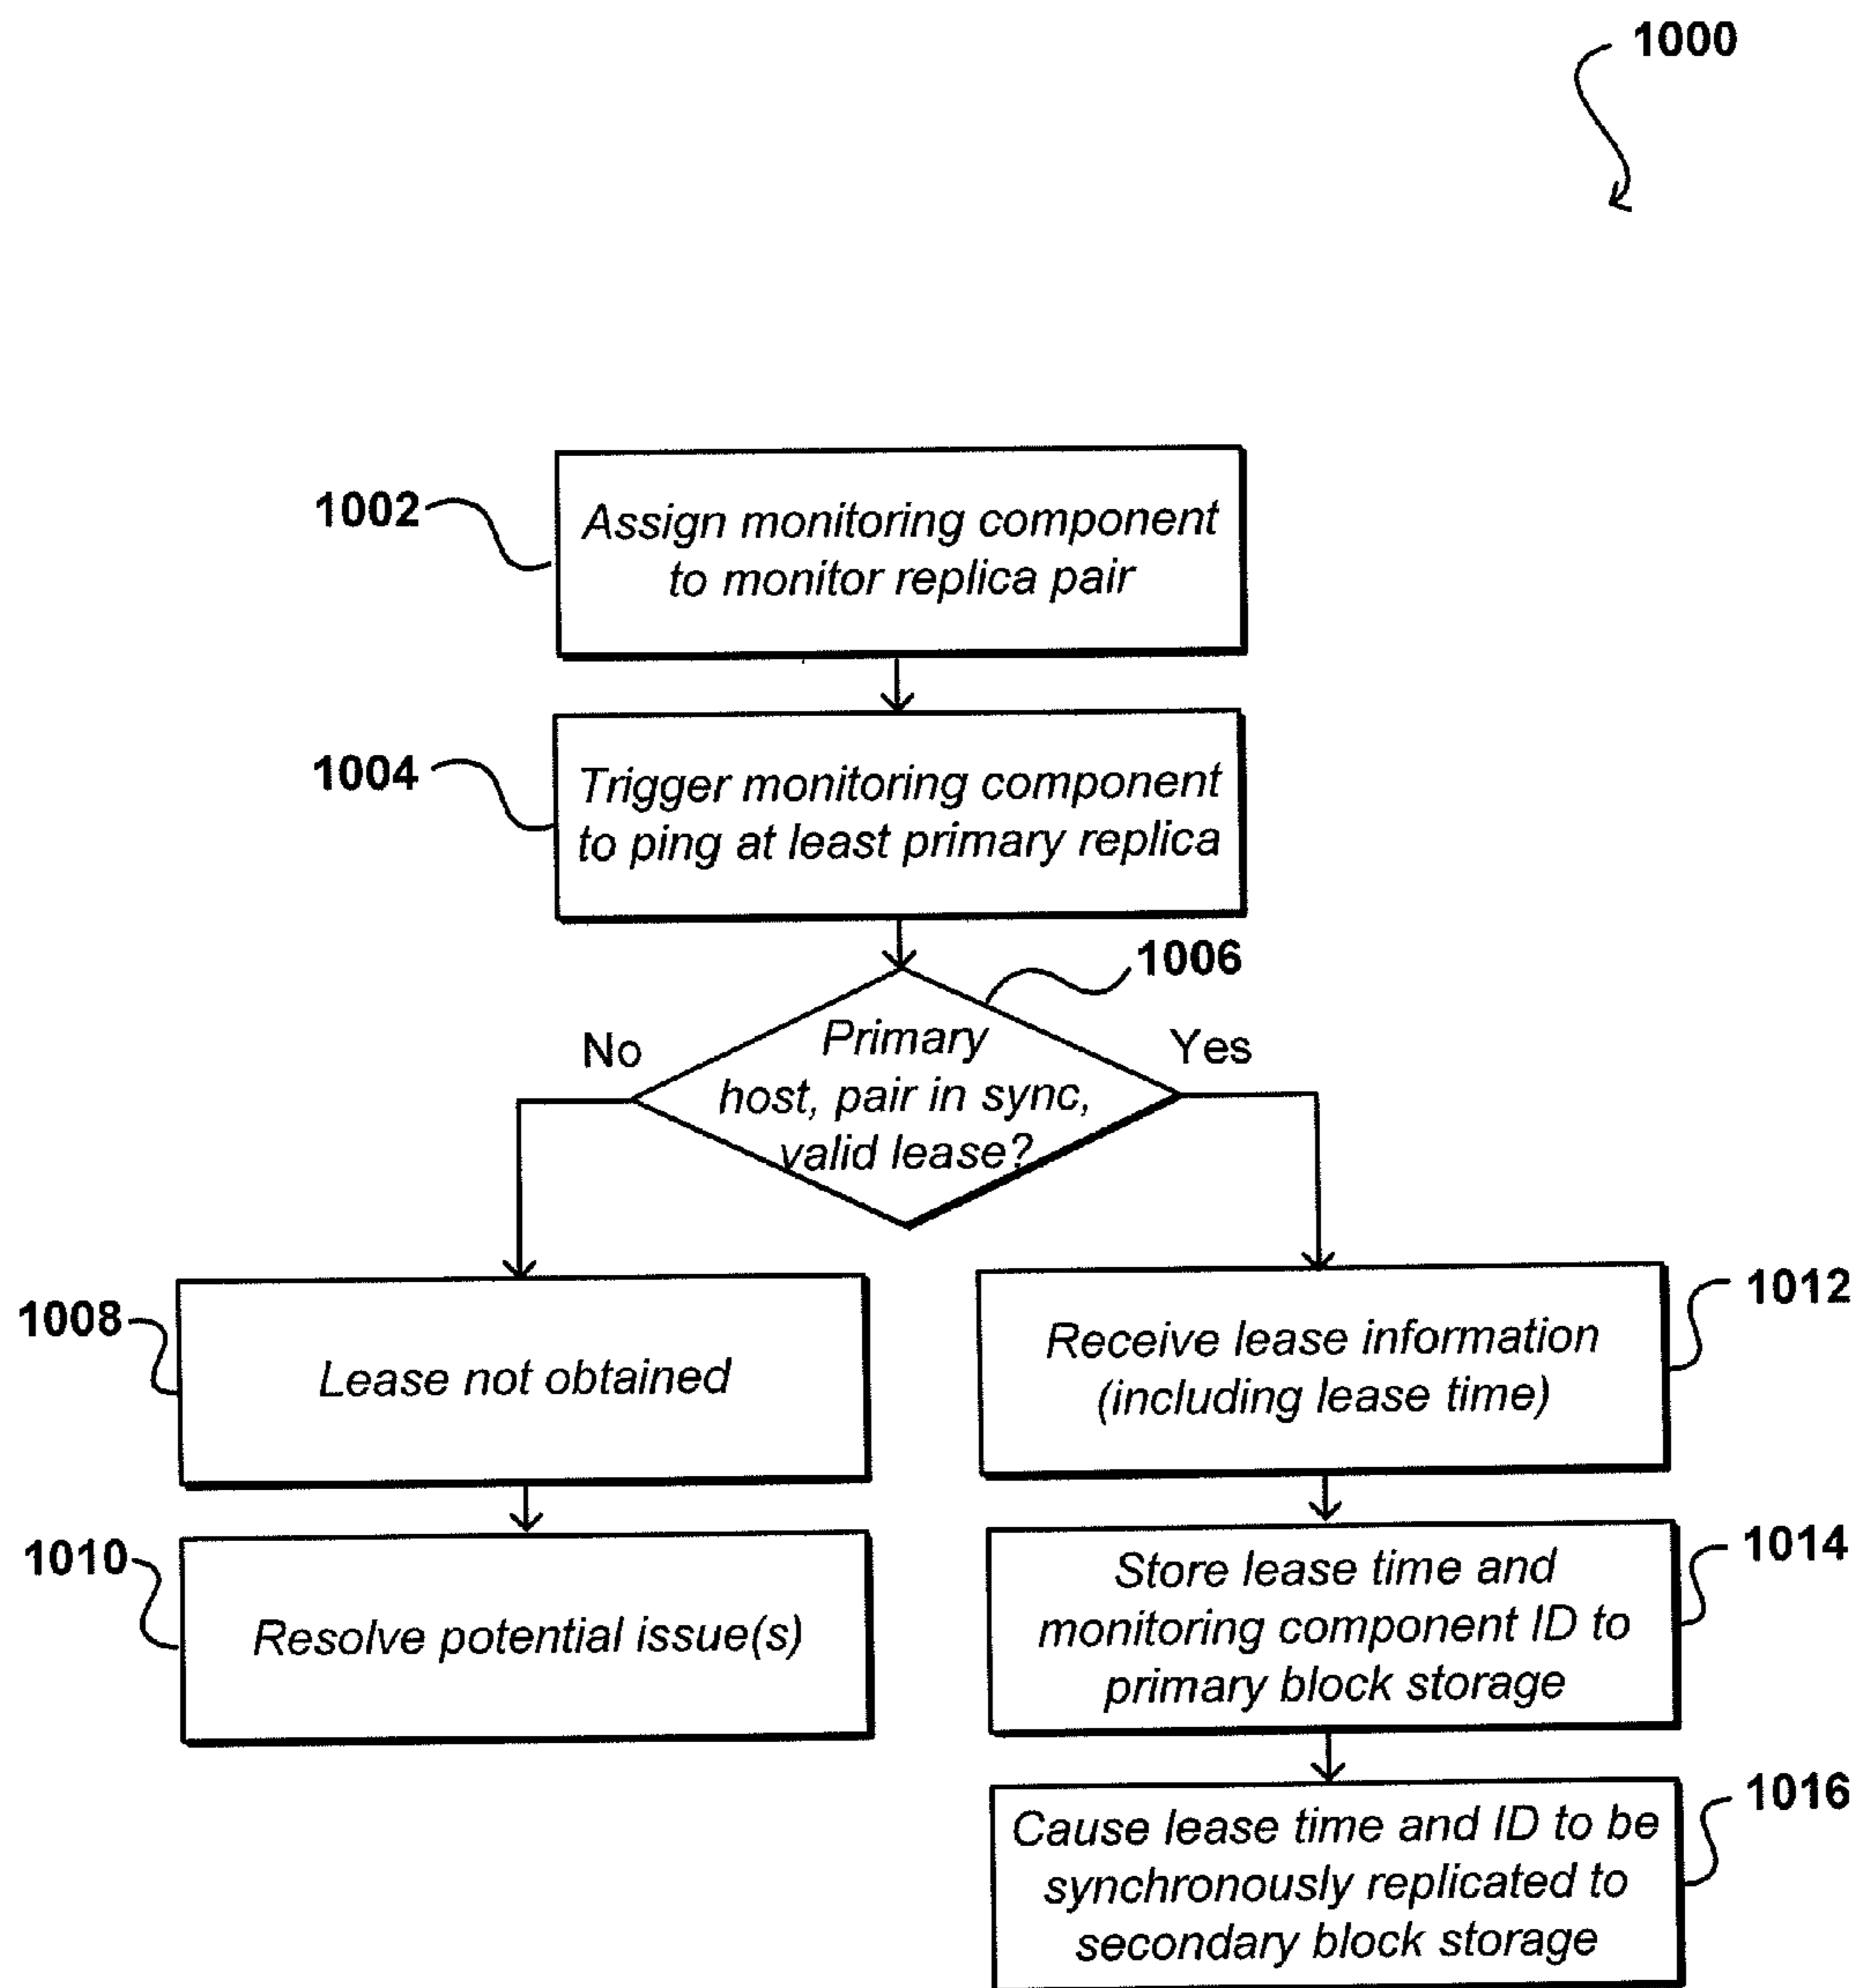 1000
1002
Assign monitoring component
to monitor replica pair
1004
Trigger monitoring component
to ping at least primary replica
1006
No
Yes
Primary
host, pair in sync,
valid lease?
1008
Lease not obtained
1012
Receive lease information
(including lease time)
1010
Resolve potential issue(s)
1014
Store lease time and
monitoring component ID to
primary block storage
1016
Cause lease time and ID to be
synchronously replicated to
secondary block storage